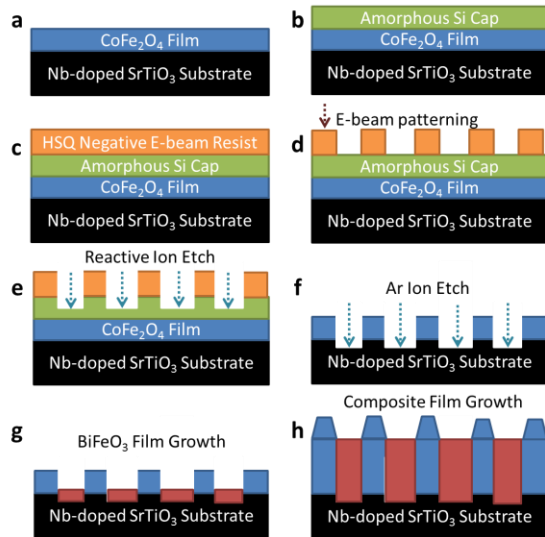 a
CoFe₂O₄ Film
Nb-doped SrTiO₃ Substrate
b
Amorphous Si Cap
CoFe₂O₄ Film
Nb-doped SrTiO₃ Substrate
c
HSQ Negative E-beam Resist
Amorphous Si Cap
CoFe₂O₄ Film
Nb-doped SrTiO₃ Substrate
d
E-beam patterning
Amorphous Si Cap
CoFe₂O₄ Film
Nb-doped SrTiO₃ Substrate
e
Reactive Ion Etch
CoFe₂O₄ Film
Nb-doped SrTiO₃ Substrate
f
Ar Ion Etch
Nb-doped SrTiO₃ Substrate
g
BiFeO₃ Film Growth
Nb-doped SrTiO₃ Substrate
h
Composite Film Growth
Nb-doped SrTiO₃ Substrate